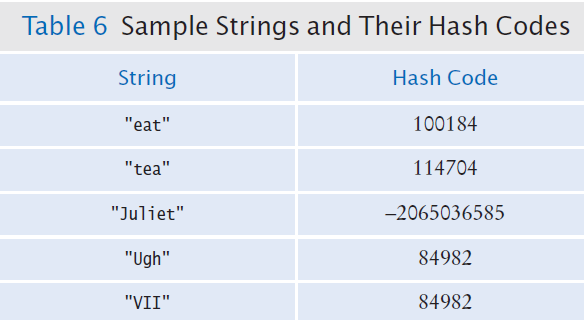 Table 6 Sample Strings and Their Hash Codes
String Hash Code
"eat" 100184
"tea" 114704
"Juliet" –2065036585
"Ugh" 84982
"VII" 84982